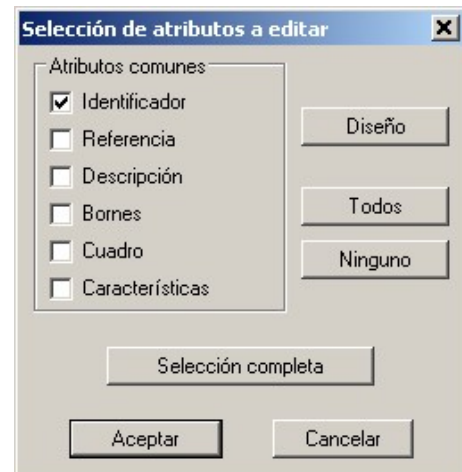 Selección de atributos a editar
Atributos comunes
Identificador
Referencia
Descripción
Bornes
Cuadro
Características
Diseño
Todos
Ninguno
Selección completa
Aceptar
Cancelar